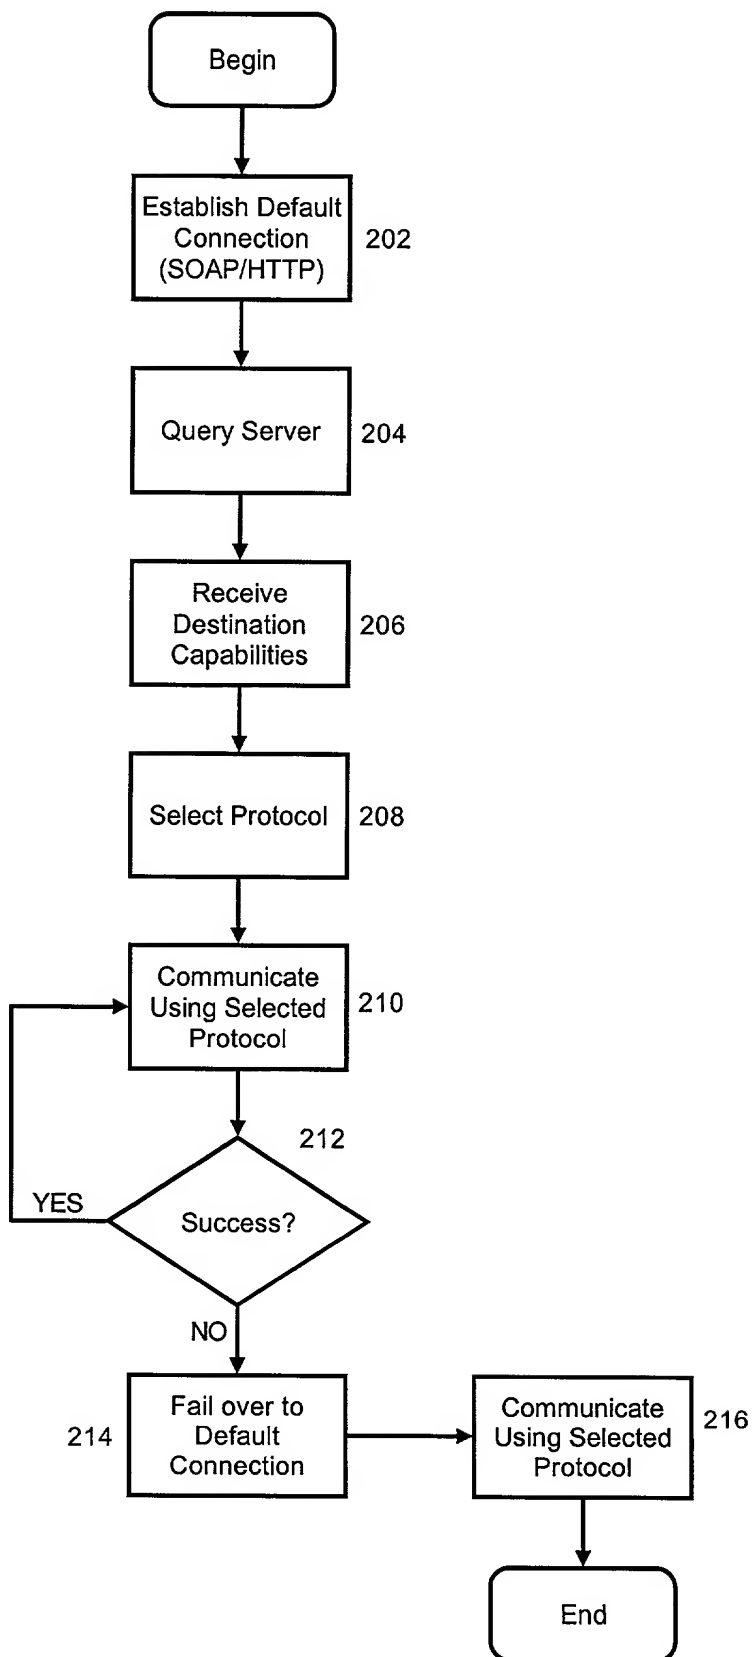 Begin
Establish Default
Connection
(SOAP/HTTP)
202
Query Server
204
Receive
Destination
Capabilities
206
Select Protocol
208
Communicate
Using Selected
Protocol
210
212
YES
Success?
NO
214
Fail over to
Default
Connection
Communicate
Using Selected
Protocol
216
End